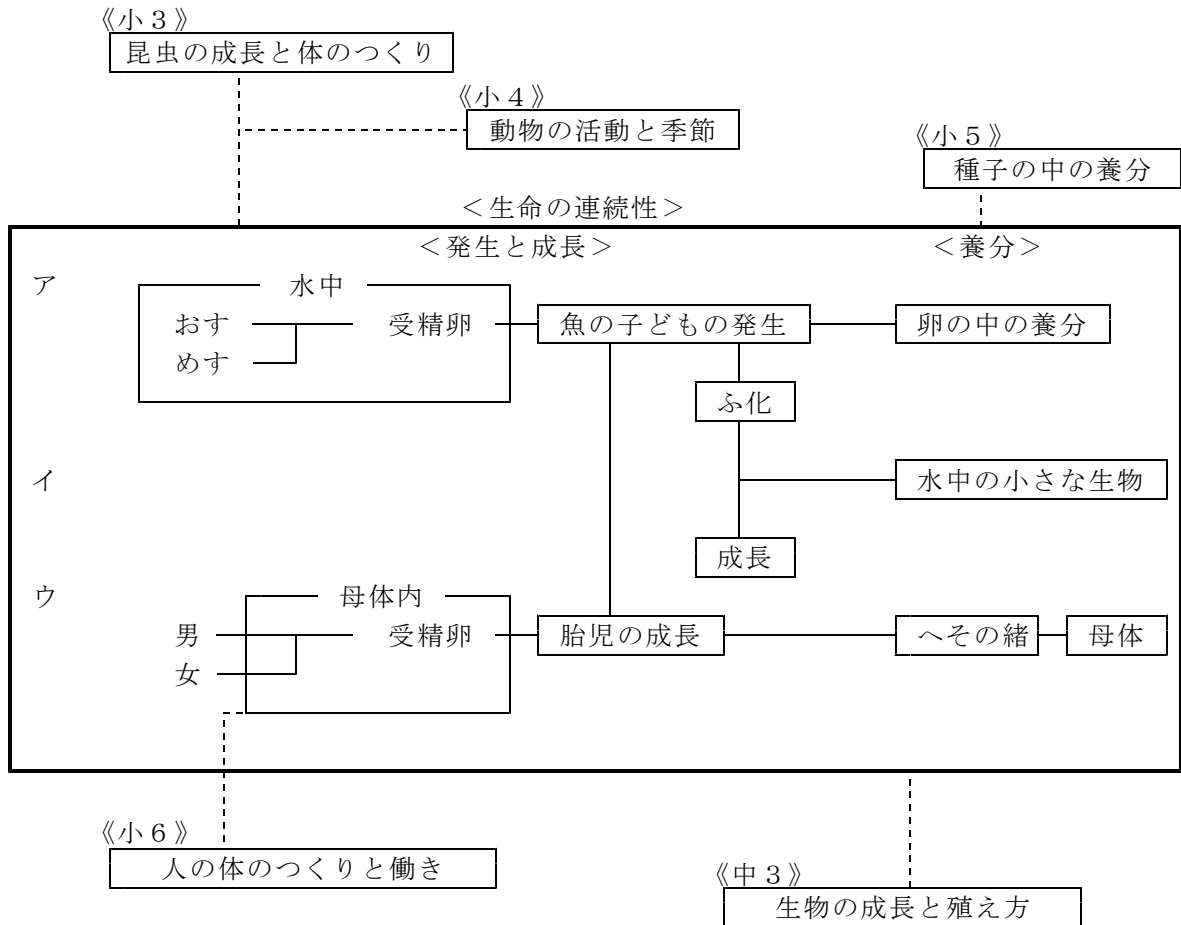 《小３》
昆虫の成長と体のつくり
《小４》
動物の活動と季節
《小５》
種子の中の養分
＜生命の連続性＞
＜発生と成長＞ ＜養分＞
ア 水中
おす 受精卵 魚の子どもの発生 卵の中の養分
めす
ふ化
イ 水中の小さな生物
成長
ウ 母体内
男 受精卵 胎児の成長 へその緒 母体
女
《小６》
人の体のつくりと働き
《中３》
生物の成長と殖え方